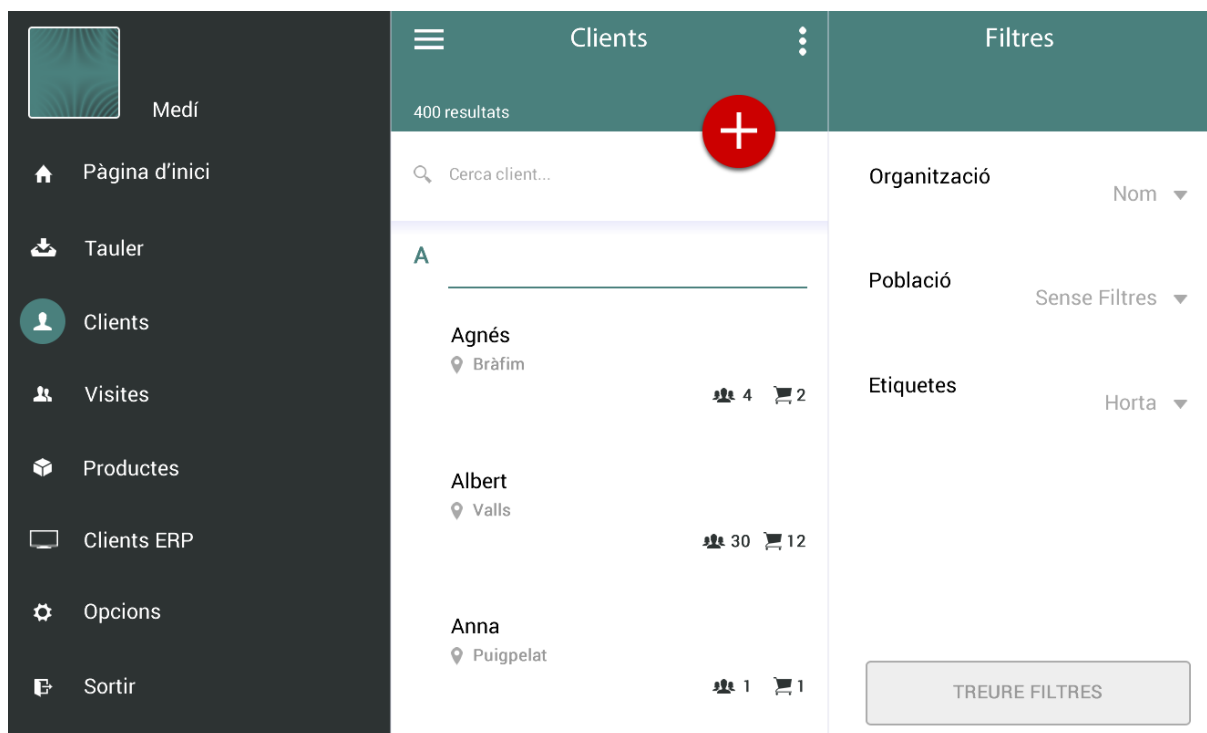 Medí
Pàgina d'inici
Tauler
Clients
Visites
Productes
Clients ERP
Opcions
Sortir
Clients
400 resultats
Cerca client...
A
Agnés
Bràfim
4 2
Albert
Valls
30 12
Anna
Puigpelat
1 1
Filtres
Organització
Nom
Població
Sense Filtres
Etiquetes
Horta
TREURE FILTRES